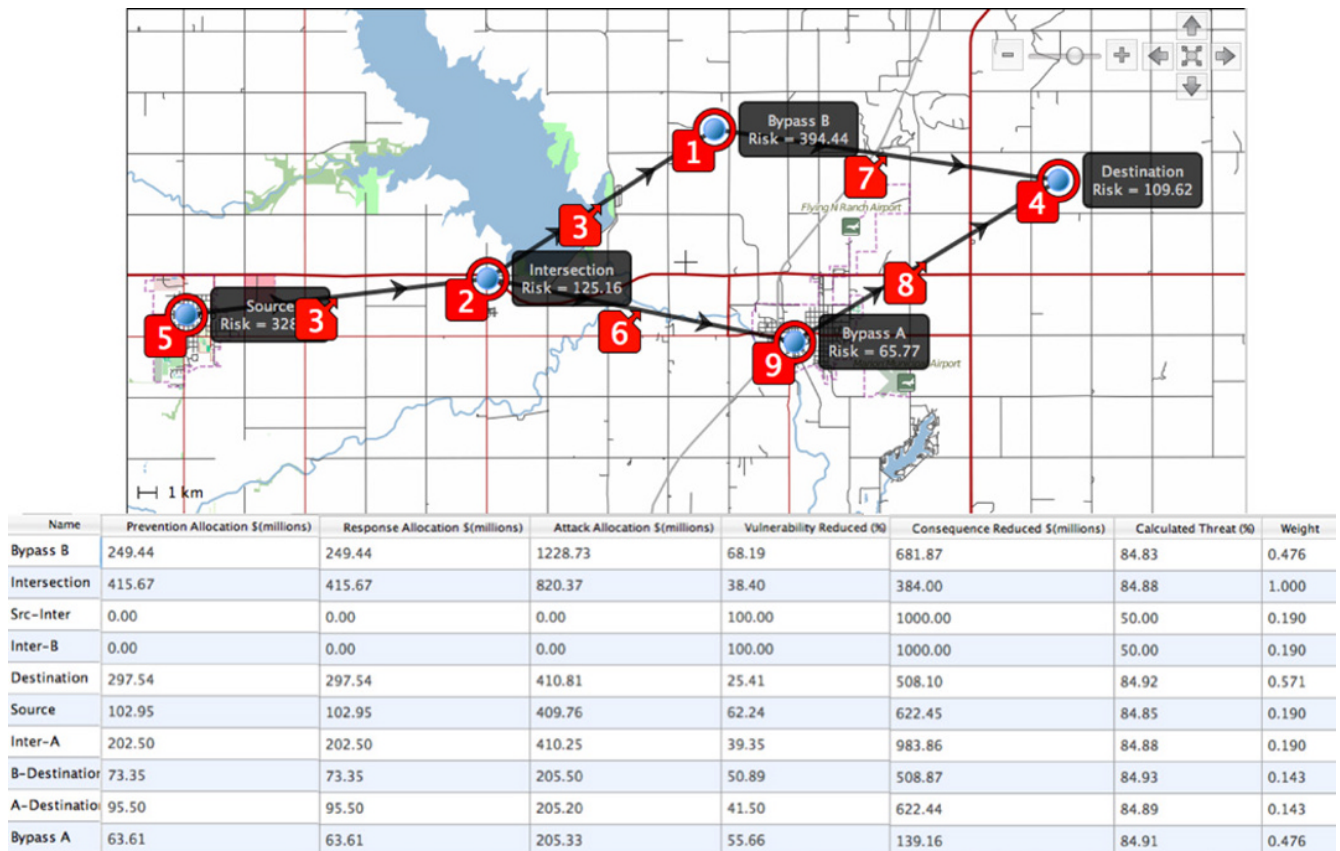 Bypass B
Risk = 394.44
1
7
Destination
Risk = 109.62
4
Flying N Ranch Airport
3
Intersection
Risk = 125.16
2
8
Source
Risk = 328
3
5
6
Bypass A
Risk = 65.77
9
Airport
1 km
Name Prevention Allocation $(millions) Response Allocation $(millions) Attack Allocation $(millions) Vulnerability Reduced (%) Consequence Reduced $(millions) Calculated Threat (%) Weight
Bypass B 249.44 249.44 1228.73 68.19 681.87 84.83 0.476
Intersection 415.67 415.67 820.37 38.40 384.00 84.88 1.000
Src-Inter 0.00 0.00 0.00 100.00 1000.00 50.00 0.190
Inter-B 0.00 0.00 0.00 100.00 1000.00 50.00 0.190
Destination 297.54 297.54 410.81 25.41 508.10 84.92 0.571
Source 102.95 102.95 409.76 62.24 622.45 84.85 0.190
Inter-A 202.50 202.50 410.25 39.35 983.86 84.88 0.190
B-Destination 73.35 73.35 205.50 50.89 508.87 84.93 0.143
A-Destinatio 95.50 95.50 205.20 41.50 622.44 84.89 0.143
Bypass A 63.61 63.61 205.33 55.66 139.16 84.91 0.476